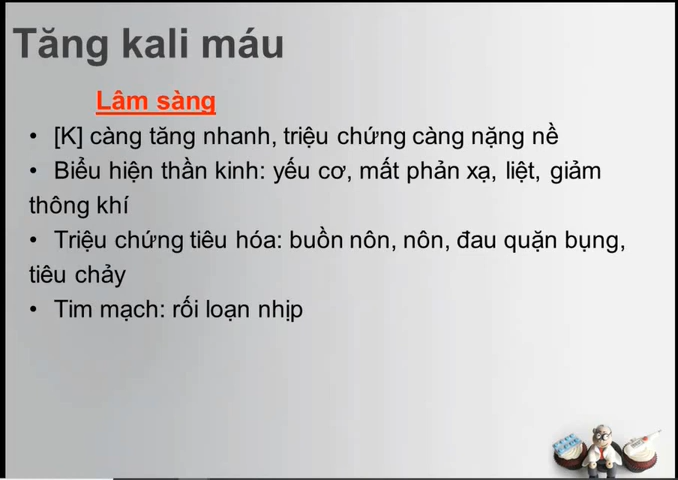 Tăng kali máu
Lâm sàng
• [K] càng tăng nhanh, triệu chứng càng nặng nề
• Biểu hiện thần kinh: yếu cơ, mất phản xạ, liệt, giảm
thông khí
• Triệu chứng tiêu hóa: buồn nôn, nôn, đau quặn bụng,
tiêu chảy
• Tim mạch: rối loạn nhịp